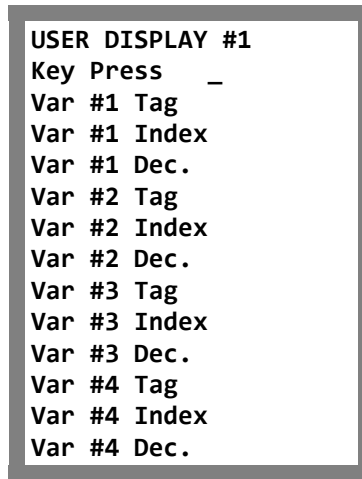 USER DISPLAY #1
Key Press _
Var #1 Tag
Var #1 Index
Var #1 Dec.
Var #2 Tag
Var #2 Index
Var #2 Dec.
Var #3 Tag
Var #3 Index
Var #3 Dec.
Var #4 Tag
Var #4 Index
Var #4 Dec.